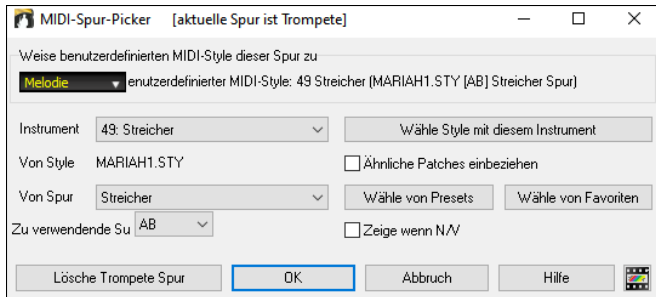 MIDI-Spur-Picker [aktuelle Spur ist Trompete]
Weise benutzerdefinierten MIDI-Style dieser Spur zu
Melodie enutzerdefinierter MIDI-Style: 49 Streicher (MARIAH1.STY [AB] Streicher Spur)
Instrument 49: Streicher Wähle Style mit diesem Instrument
Von Style MARIAH1.STY Ähnliche Patches einbeziehen
Von Spur Streicher Wähle von Presets Wähle von Favoriten
Zu verwendende Su AB Zeige wenn N/V
Lösche Trompete Spur OK Abbruch Hilfe